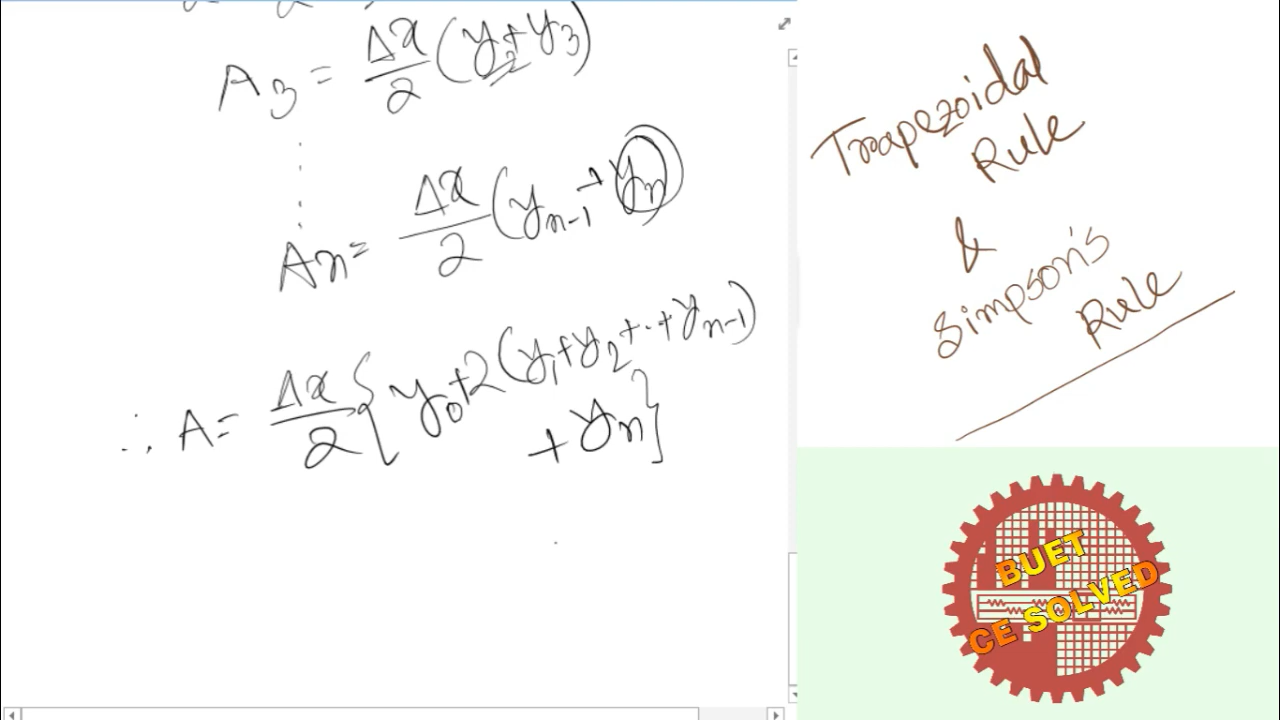 A₃ = Δx/2 (y₂+y₃)
Aₙ = Δx/2 (yₙ₋₁ + yₙ)
∴ A = Δx/2 {y₀+2(y₁+y₂+..+yₙ₋₁)
+ yₙ}
Trapezoidal
Rule
&
Simpson's
Rule
BUET
CE SOLVED